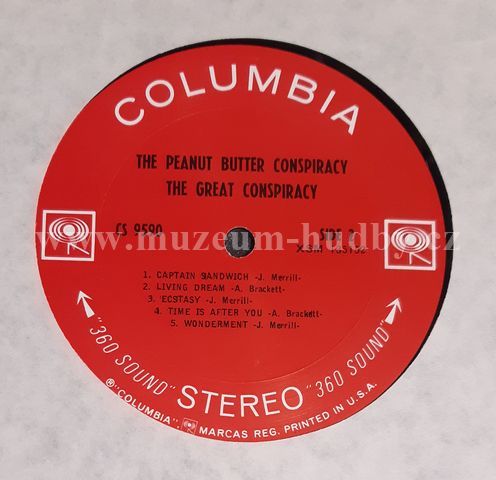 COLUMBIA
THE PEANUT BUTTER CONSPIRACY
THE GREAT CONSPIRACY
CS 9590
SIDE 2
XSM
1. CAPTAIN SANDWICH -J. Merrill-
2. LIVING DREAM -A. Brackett-
3. ECSTASY -J. Merrill-
4. TIME IS AFTER YOU -A. Brackett-
5. WONDERMENT -J. Merrill-
"360 SOUND" STEREO "360 SOUND"
® "COLUMBIA", MARCAS REG. PRINTED IN U.S.A.
www.muzeum-hudby.cz